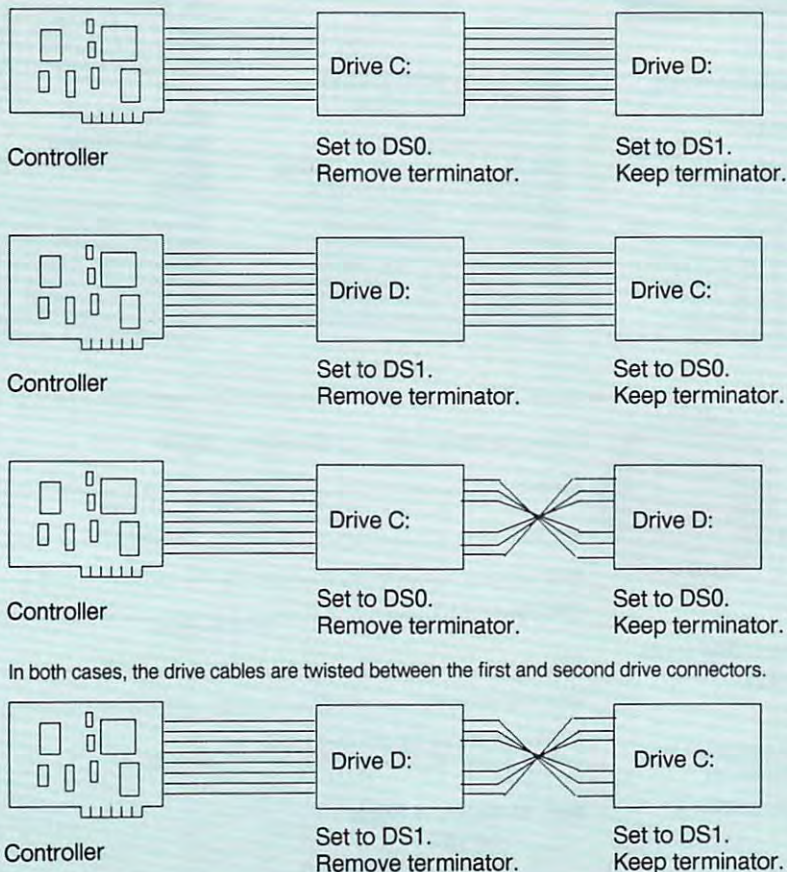 Drive C:
Drive D:
Controller
Set to DS0.
Remove terminator.
Set to DS1.
Keep terminator.
Drive D:
Drive C:
Controller
Set to DS1.
Remove terminator.
Set to DS0.
Keep terminator.
Drive C:
Drive D:
Controller
Set to DS0.
Remove terminator.
Set to DS0.
Keep terminator.
In both cases, the drive cables are twisted between the first and second drive connectors.
Drive D:
Drive C:
Controller
Set to DS1.
Remove terminator.
Set to DS1.
Keep terminator.